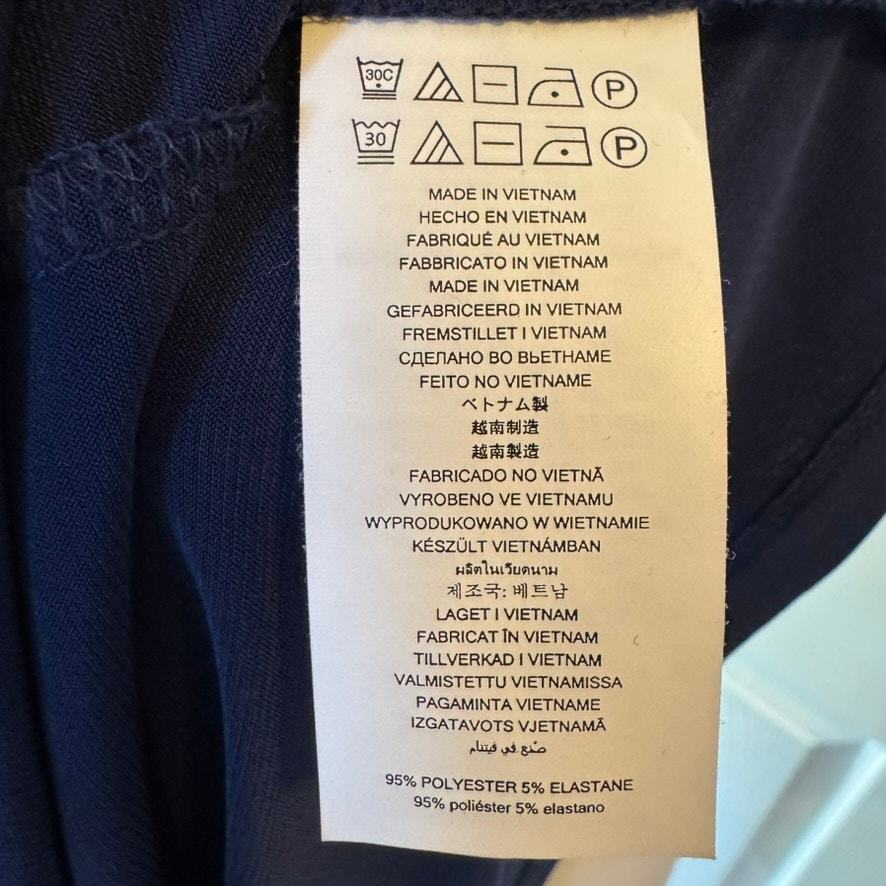 30C P
30 P
MADE IN VIETNAM
HECHO EN VIETNAM
FABRIQUÉ AU VIETNAM
FABBRICATO IN VIETNAM
MADE IN VIETNAM
GEFABRICEERD IN VIETNAM
FREMSTILLET I VIETNAM
СДЕЛАНО ВО ВЬЕТНАМЕ
FEITO NO VIETNAME
ベトナム製
越南制造
越南製造
FABRICADO NO VIETNÃ
VYROBENO VE VIETNAMU
WYPRODUKOWANO W WIETNAMIE
KÉSZÜLT VIETNÁMBAN
ผลิตในเวียดนาม
제조국: 베트남
LAGET I VIETNAM
FABRICAT ÎN VIETNAM
TILLVERKAD I VIETNAM
VALMISTETTU VIETNAMISSA
PAGAMINTA VIETNAME
IZGATAVOTS VJETNAMĀ
صنع في فيتنام
95% POLYESTER 5% ELASTANE
95% poliéster 5% elastano